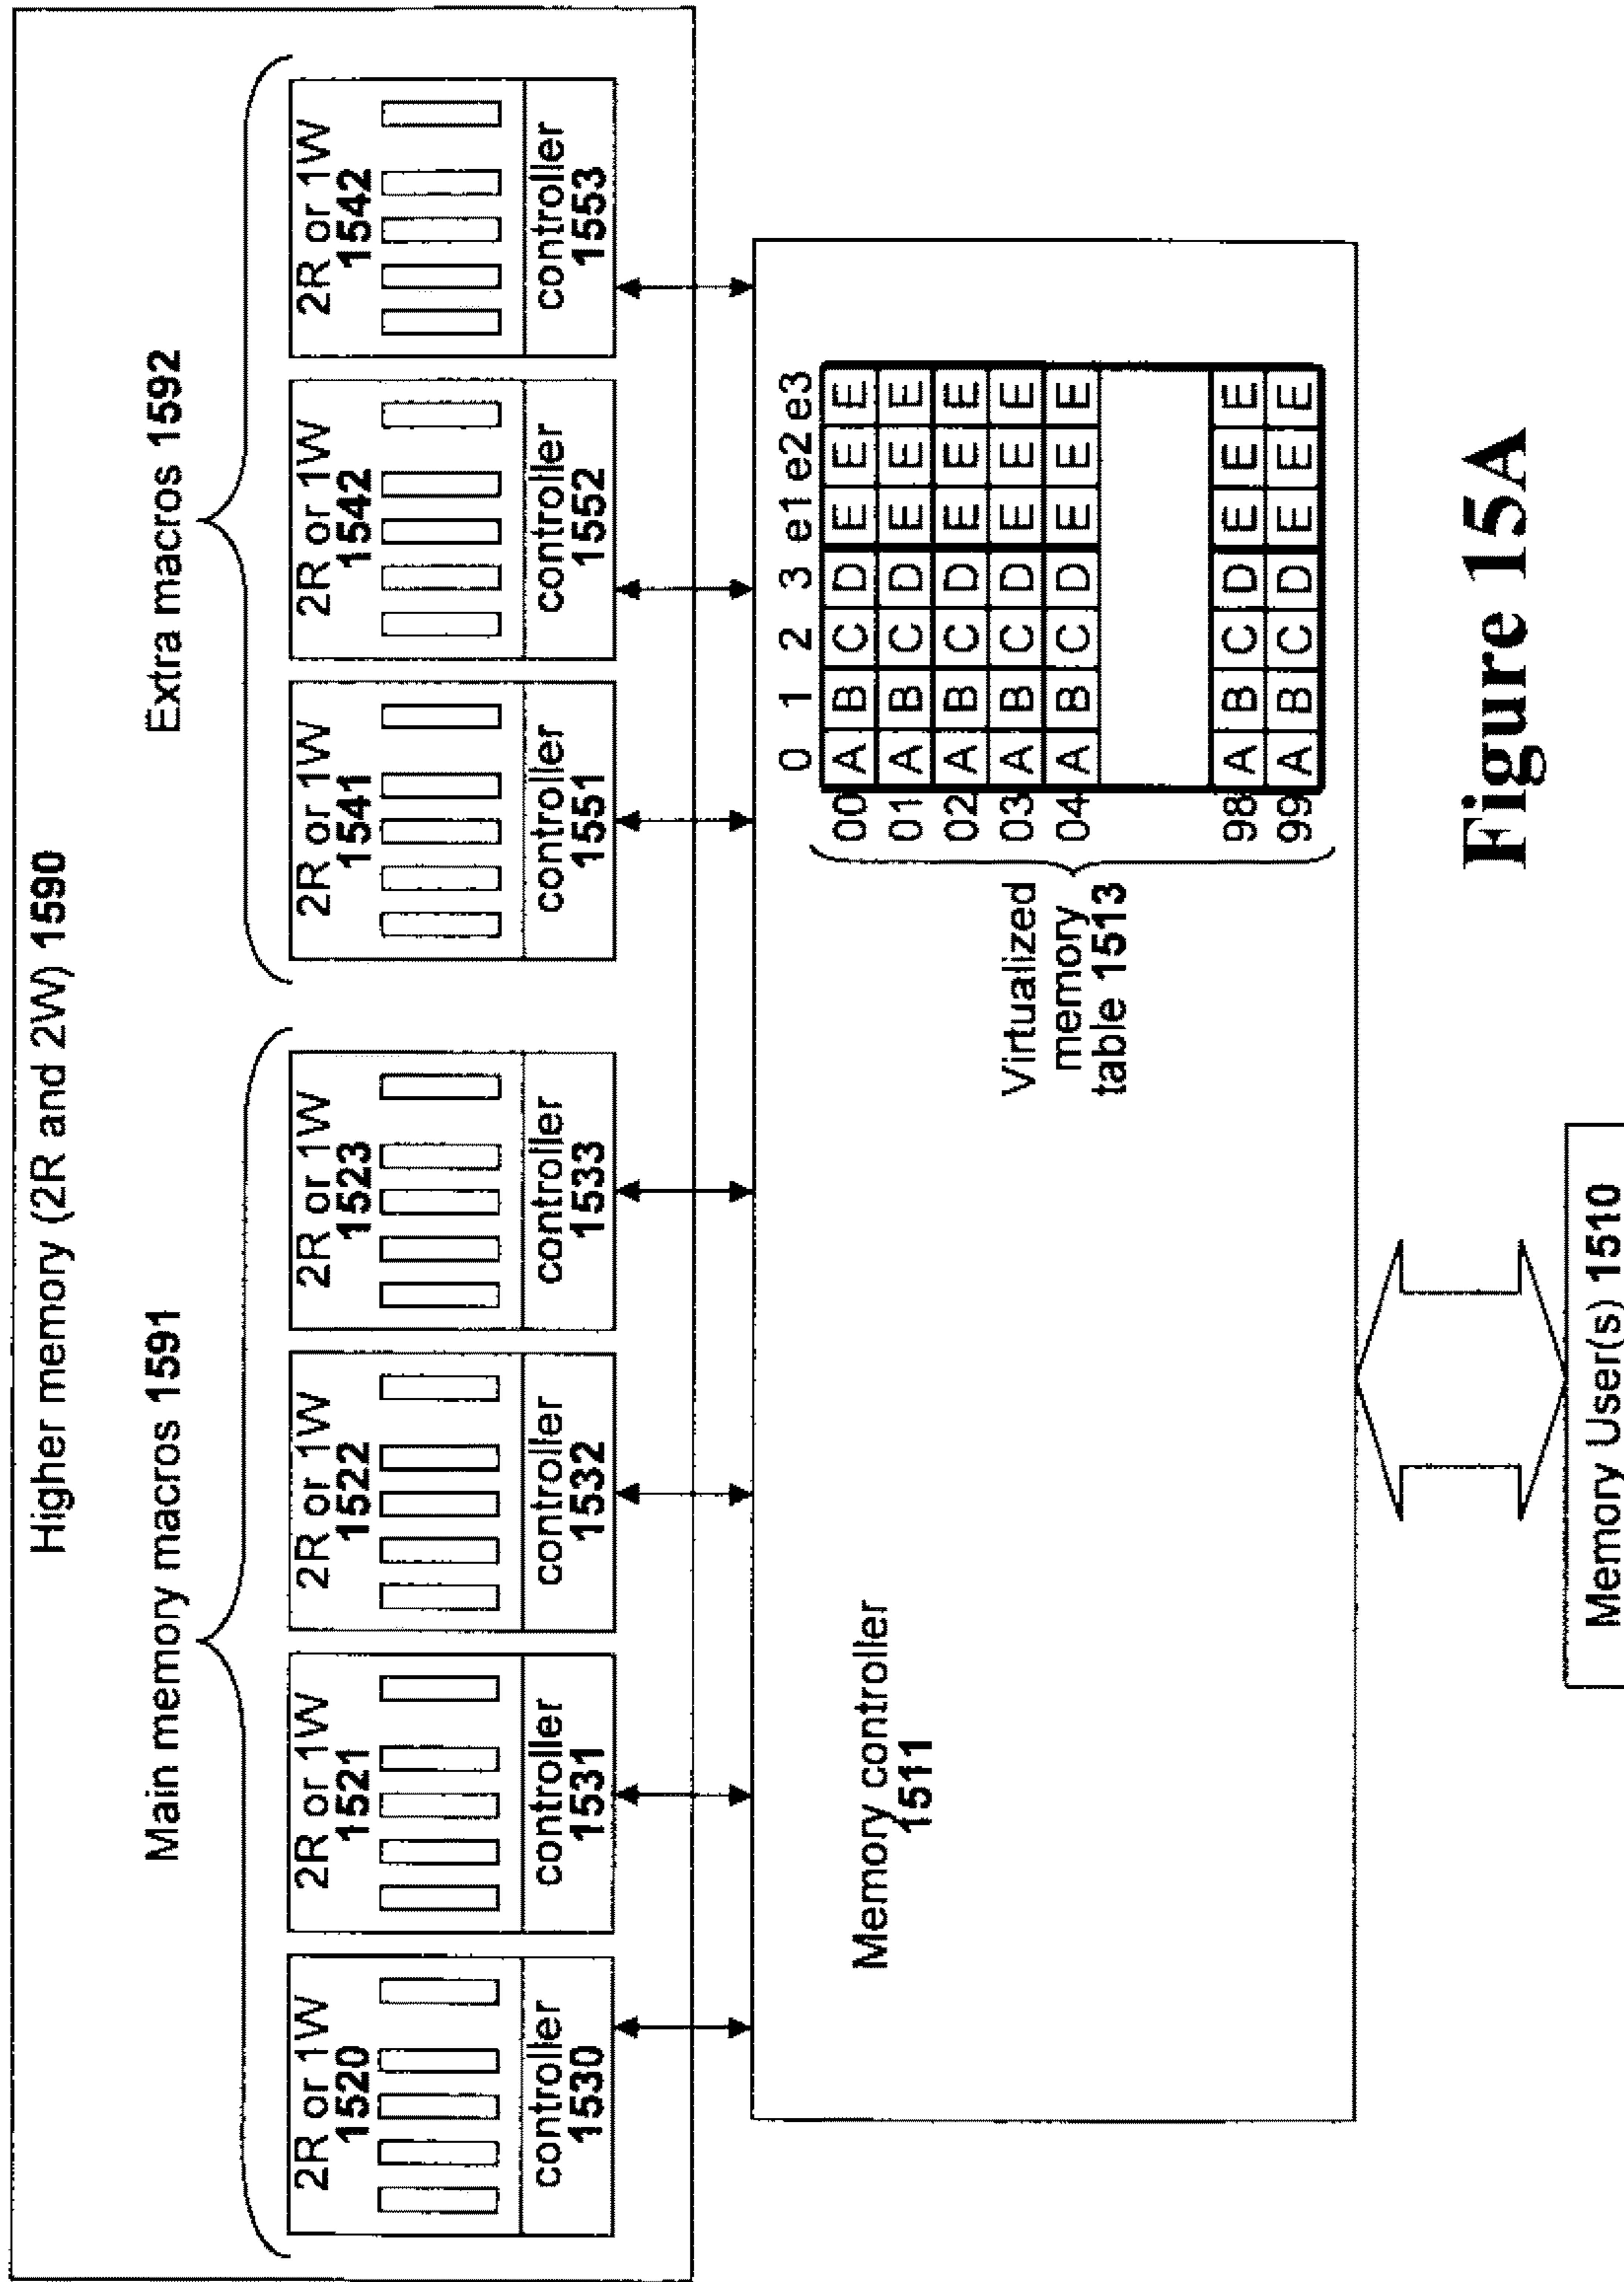 Higher memory (2R and 2W) 1590
Main memory macros 1591
Extra macros 1592
2R or 1W
1520
controller
1530
2R or 1W
1521
controller
1531
2R or 1W
1522
controller
1532
2R or 1W
1523
controller
1533
2R or 1W
1541
controller
1551
2R or 1W
1542
controller
1552
2R or 1W
1542
controller
1553
Memory controller
1511
Virtualized
memory
table 1513
0 1 2 3 e1 e2 e3
00 A B C D E E E
01 A B C D E E E
02 A B C D E E E
03 A B C D E E E
04 A B C D E E E
98 A B C D E E E
99 A B C D E E E
Memory User(s) 1510
Figure 15A